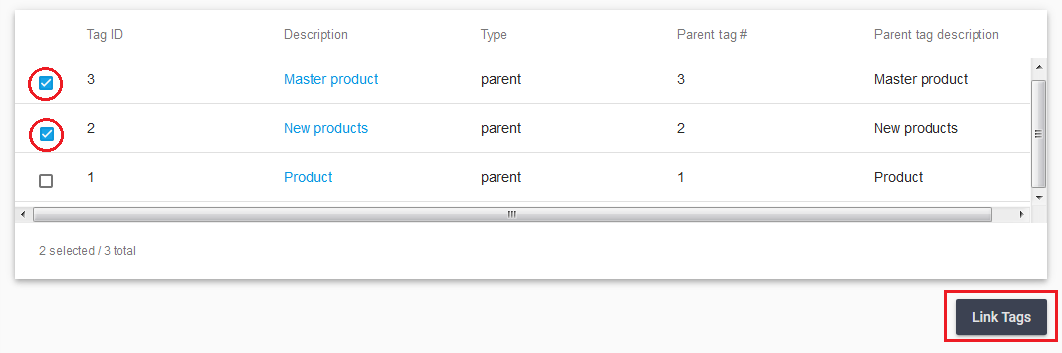 Tag ID Description Type Parent tag # Parent tag description
3 Master product parent 3 Master product
2 New products parent 2 New products
1 Product parent 1 Product
2 selected / 3 total
Link Tags